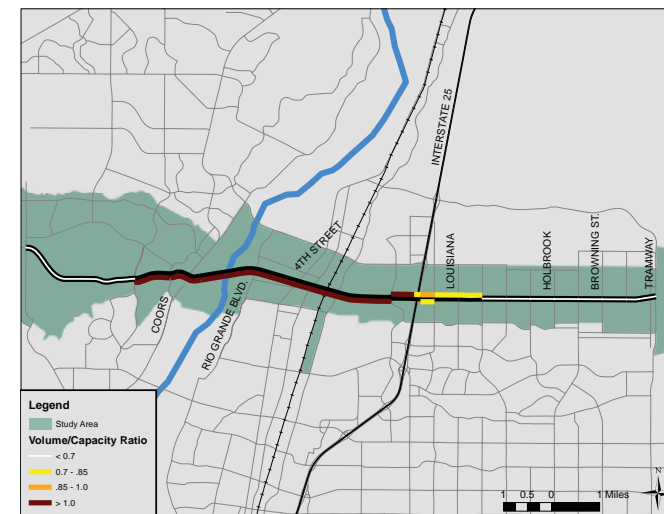 INTERSTATE 25
4TH STREET
LOUISIANA
HOLBROOK
BROWNING ST.
TRAMWAY
COORS
RIO GRANDE BLVD.
Legend
Study Area
Volume/Capacity Ratio
< 0.7
0.7 - .85
.85 - 1.0
> 1.0
1 0.5 0 1 Miles
N